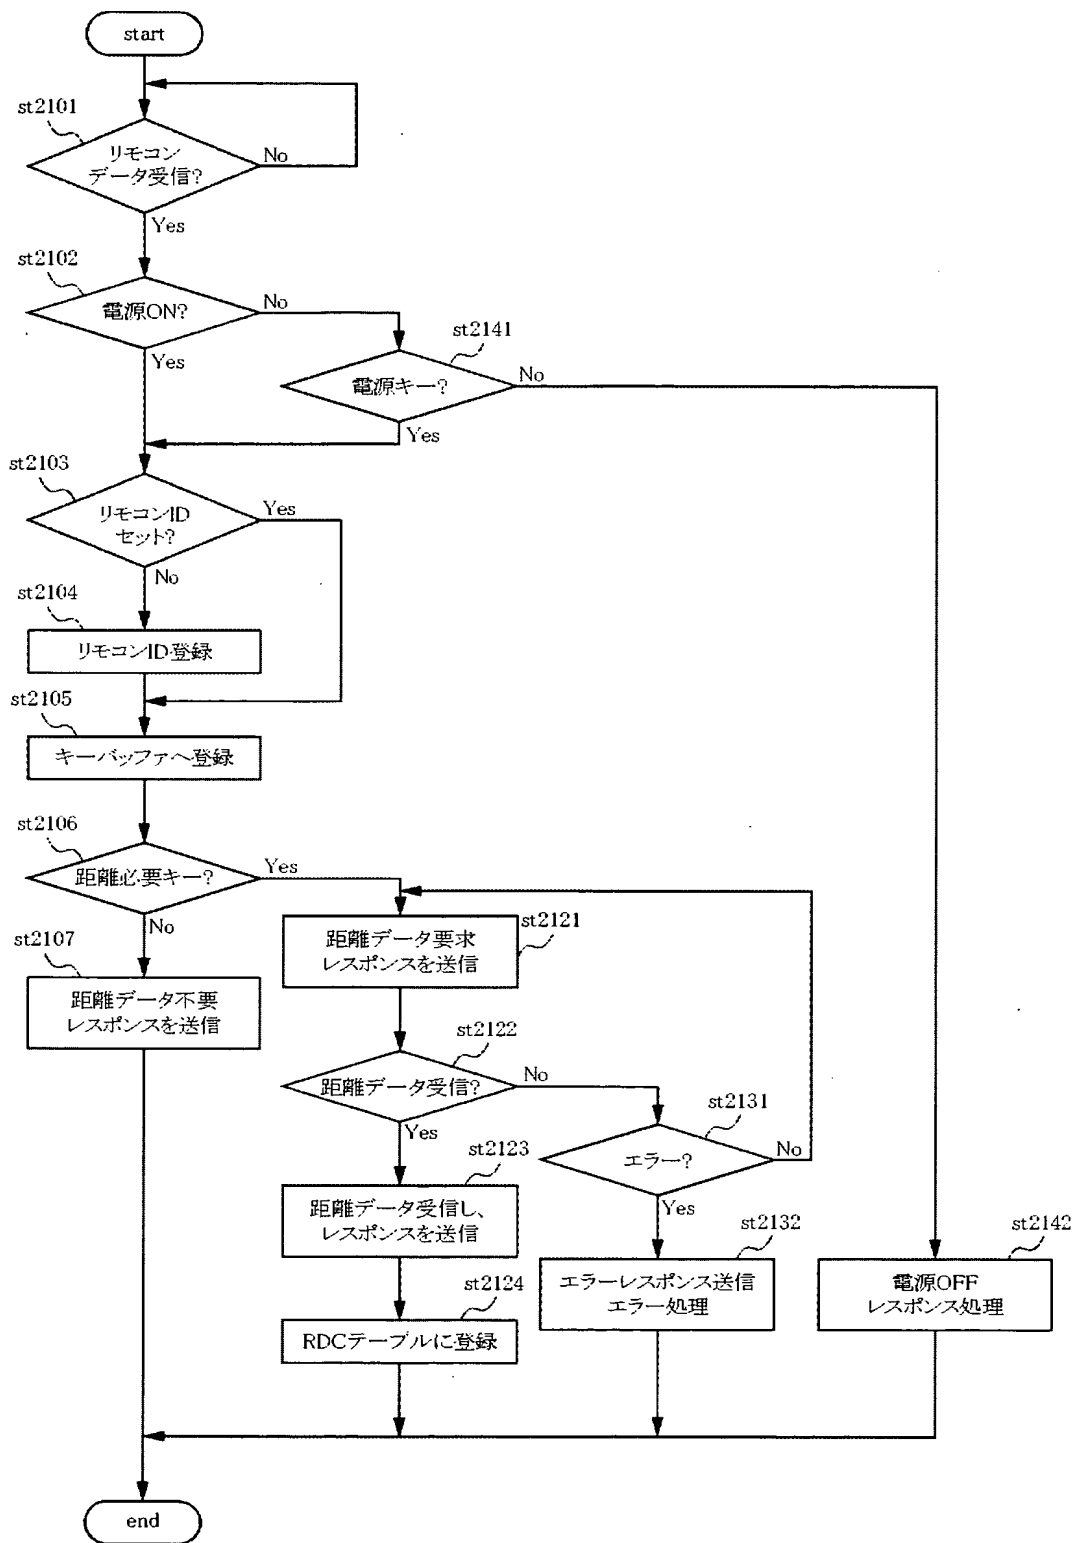 start
st2101
リモコン
データ受信?
No
Yes
st2102
電源ON?
No
Yes
st2141
電源キー?
No
Yes
st2103
リモコンID
セット?
Yes
No
st2104
リモコンID登録
st2105
キーバッファへ登録
st2106
距離必要キー?
Yes
No
st2107
距離データ不要
レスポンスを送信
st2121
距離データ要求
レスポンスを送信
st2122
距離データ受信?
No
Yes
st2131
エラー?
No
Yes
st2123
距離データ受信し、
レスポンスを送信
st2132
エラーレスポンス送信
エラー処理
st2142
電源OFF
レスポンス処理
st2124
RDCテーブルに登録
end